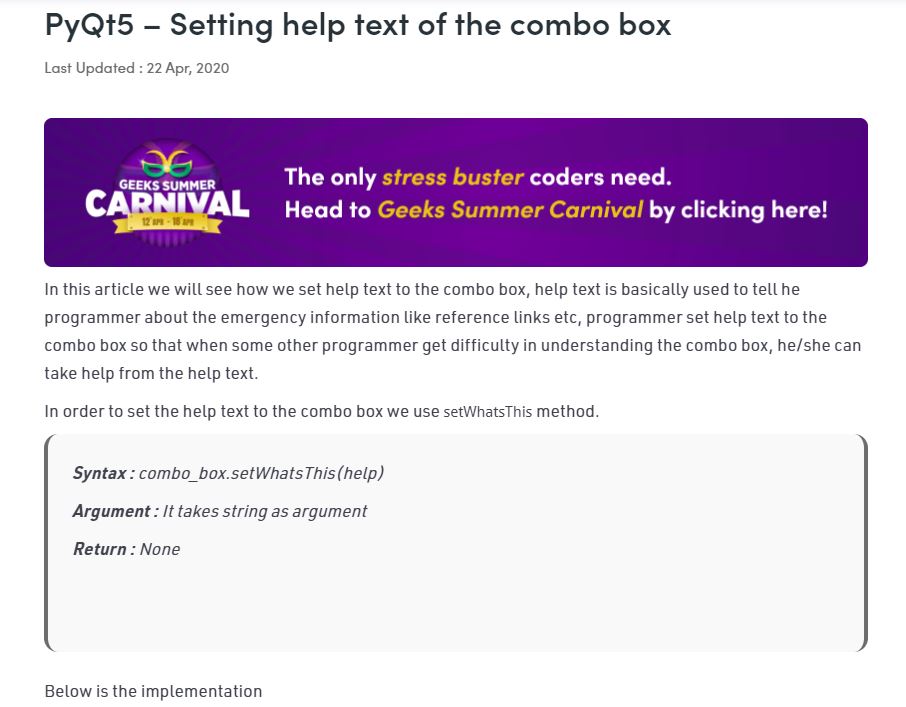 PyQt5 – Setting help text of the combo box
Last Updated : 22 Apr, 2020
GEEKS SUMMER
CARNIVAL
12 APR - 18 APR
The only stress buster coders need.
Head to Geeks Summer Carnival by clicking here!
In this article we will see how we set help text to the combo box, help text is basically used to tell he
programmer about the emergency information like reference links etc, programmer set help text to the
combo box so that when some other programmer get difficulty in understanding the combo box, he/she can
take help from the help text.
In order to set the help text to the combo box we use setWhatsThis method.
Syntax : combo_box.setWhatsThis(help)
Argument : It takes string as argument
Return : None
Below is the implementation